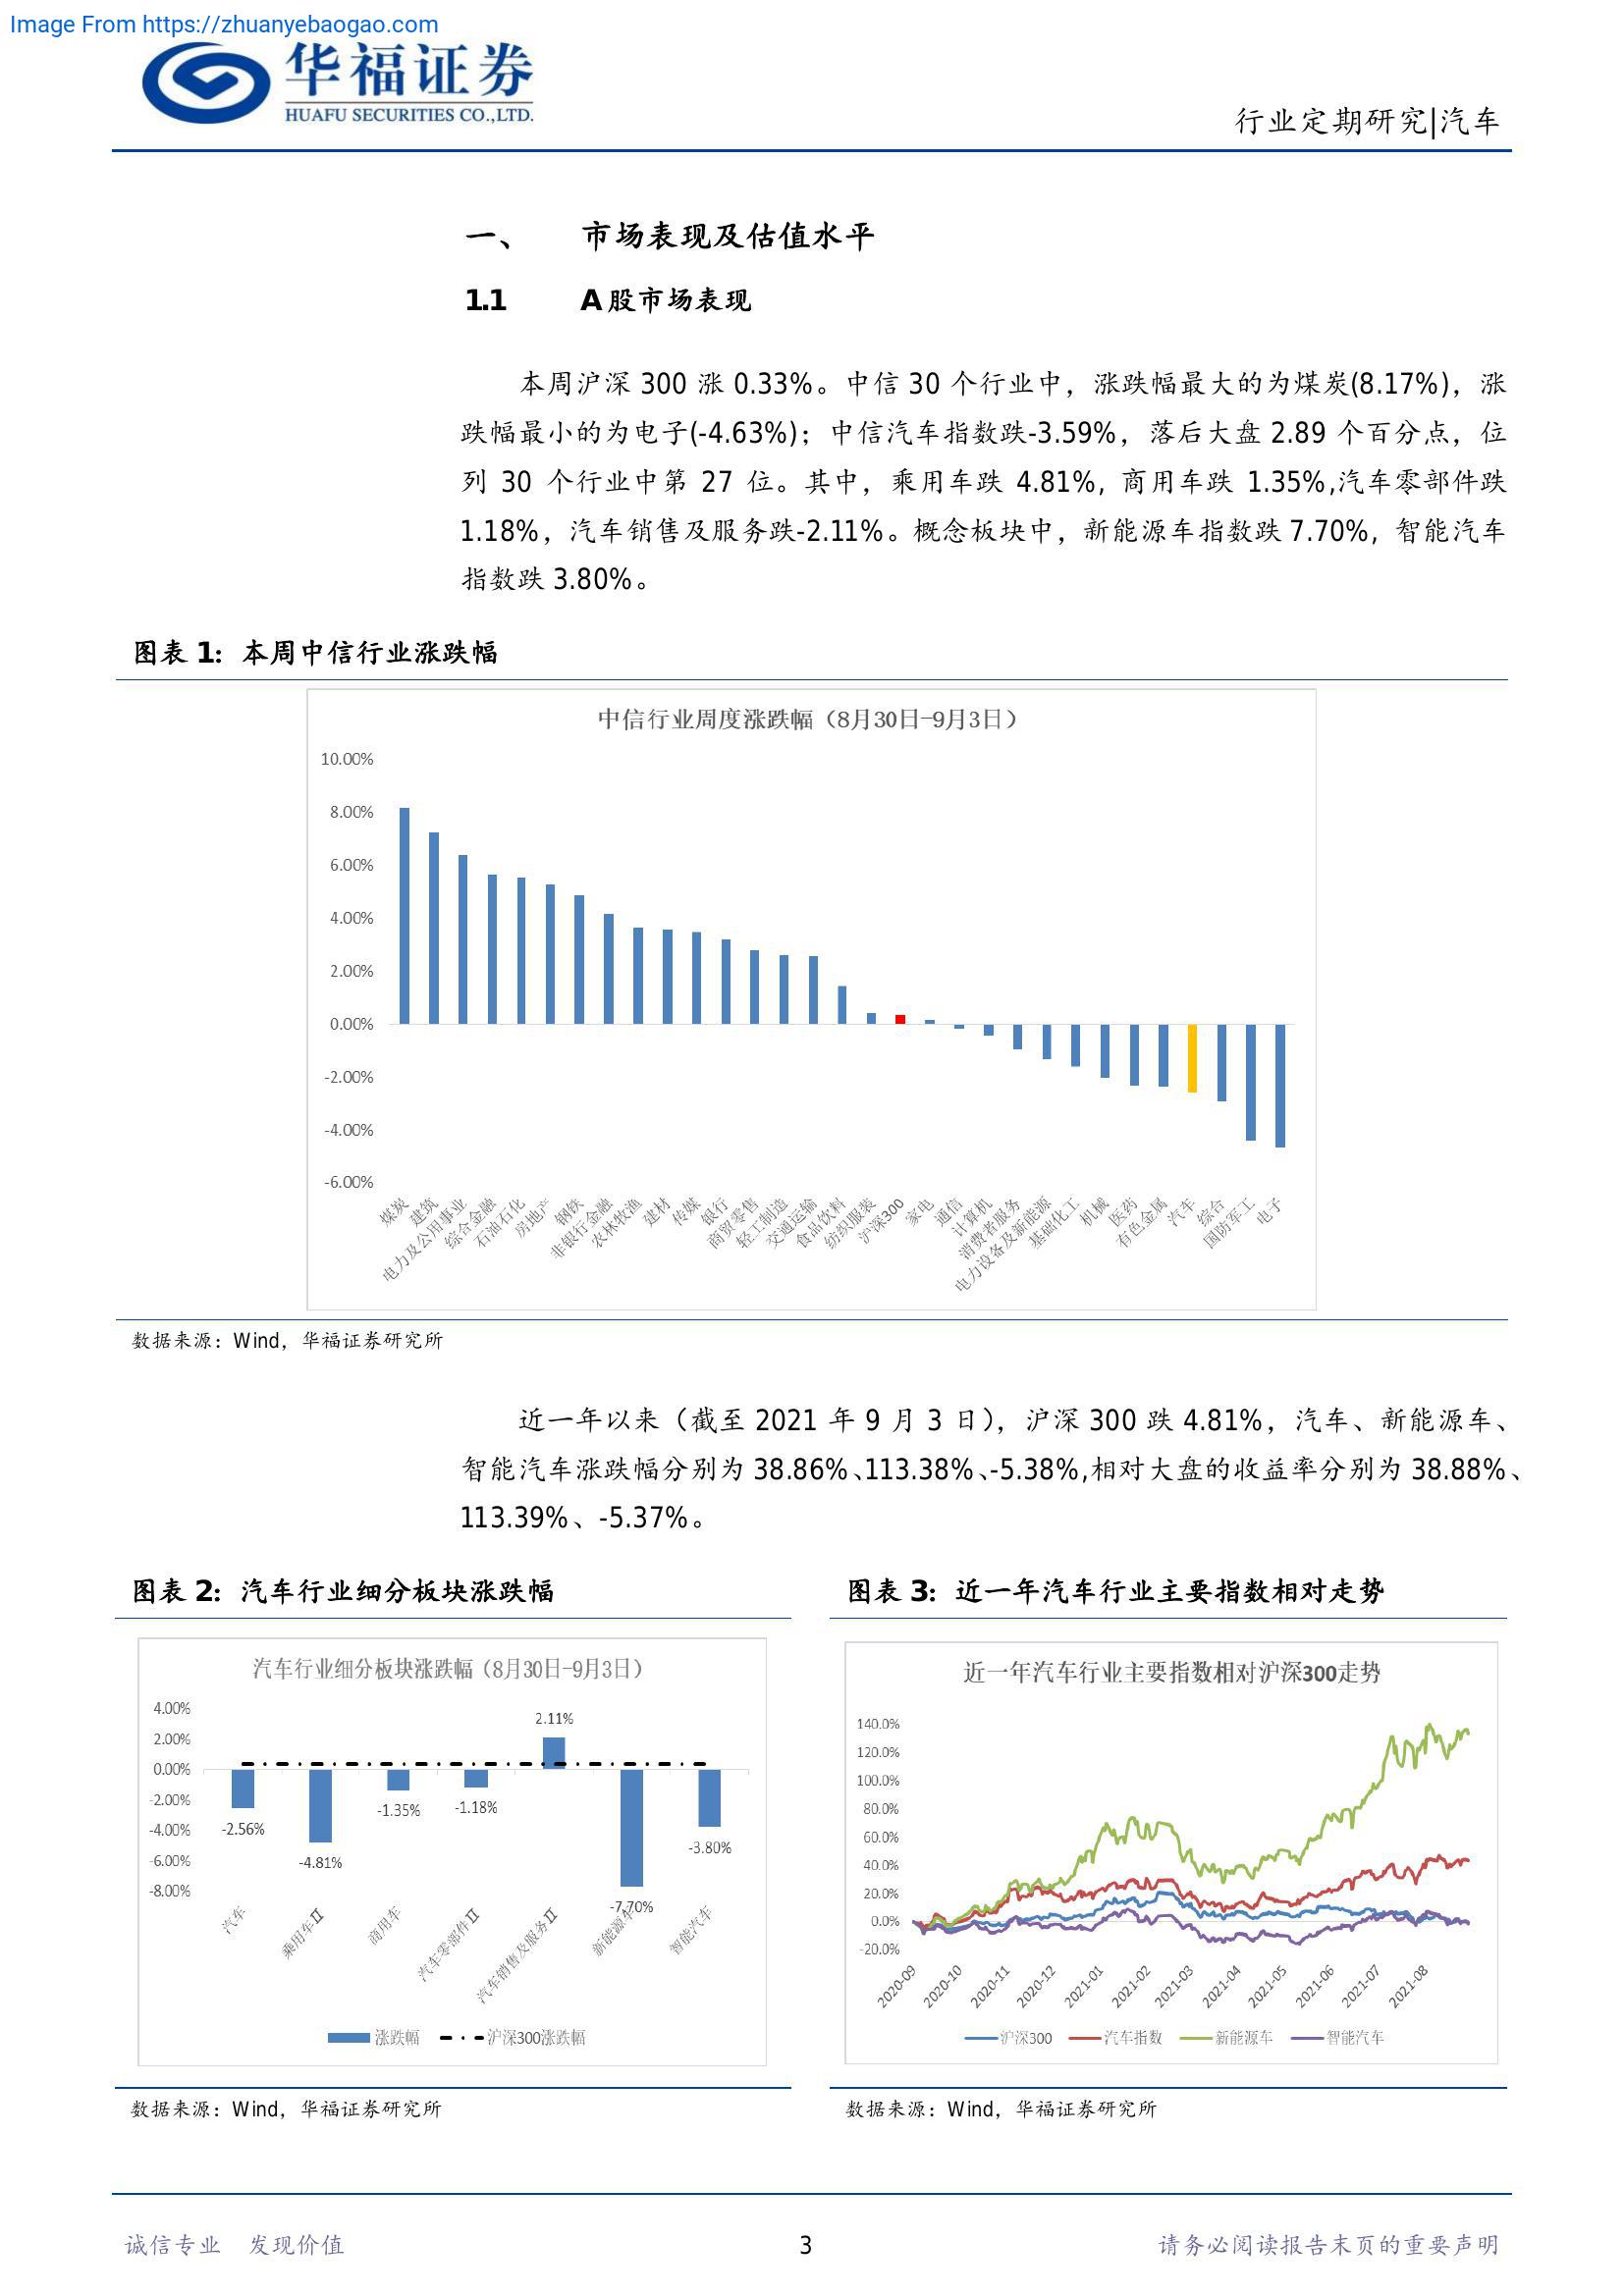 Image From https://zhuanyebaogao.com
华福证券
HUAFU SECURITIES CO.,LTD.
行业定期研究|汽车
一、 市场表现及估值水平
1.1 A股市场表现
本周沪深 300 涨 0.33%。中信 30 个行业中，涨跌幅最大的为煤炭(8.17%)，涨
跌幅最小的为电子(-4.63%)；中信汽车指数跌-3.59%，落后大盘 2.89 个百分点，位
列 30 个行业中第 27 位。其中，乘用车跌 4.81%, 商用车跌 1.35%,汽车零部件跌
1.18%，汽车销售及服务跌-2.11%。概念板块中，新能源车指数跌 7.70%，智能汽车
指数跌 3.80%。
图表 1：本周中信行业涨跌幅
中信行业周度涨跌幅（8月30日-9月3日）
10.00%
8.00%
6.00%
4.00%
2.00%
0.00%
-2.00%
-4.00%
-6.00%
煤炭
建筑
电力及公用事业
综合金融
石油石化
房地产
钢铁
非银行金融
农林牧渔
建材
传媒
银行
商贸零售
轻工制造
交通运输
食品饮料
纺织服装
沪深300
家电
通信
计算机
消费者服务
电力设备及新能源
基础化工
机械
医药
有色金属
汽车
综合
国防军工
电子
数据来源：Wind，华福证券研究所
近一年以来（截至 2021 年 9 月 3 日），沪深 300 跌 4.81%，汽车、新能源车、
智能汽车涨跌幅分别为 38.86%、113.38%、-5.38%,相对大盘的收益率分别为 38.88%、
113.39%、-5.37%。
图表 2：汽车行业细分板块涨跌幅
汽车行业细分板块涨跌幅（8月30日-9月3日）
4.00%
2.00%
0.00%
-2.00%
-4.00%
-6.00%
-8.00%
-2.56%
-4.81%
-1.35%
-1.18%
2.11%
-7.70%
-3.80%
汽车
乘用车Ⅱ
商用车
汽车零部件Ⅱ
汽车销售及服务Ⅱ
新能源车
智能汽车
涨跌幅
沪深300涨跌幅
数据来源：Wind，华福证券研究所
图表 3：近一年汽车行业主要指数相对走势
近一年汽车行业主要指数相对沪深300走势
140.0%
120.0%
100.0%
80.0%
60.0%
40.0%
20.0%
0.0%
-20.0%
2020-09
2020-10
2020-11
2020-12
2021-01
2021-02
2021-03
2021-04
2021-05
2021-06
2021-07
2021-08
沪深300
汽车指数
新能源车
智能汽车
数据来源：Wind，华福证券研究所
诚信专业 发现价值
3
请务必阅读报告末页的重要声明